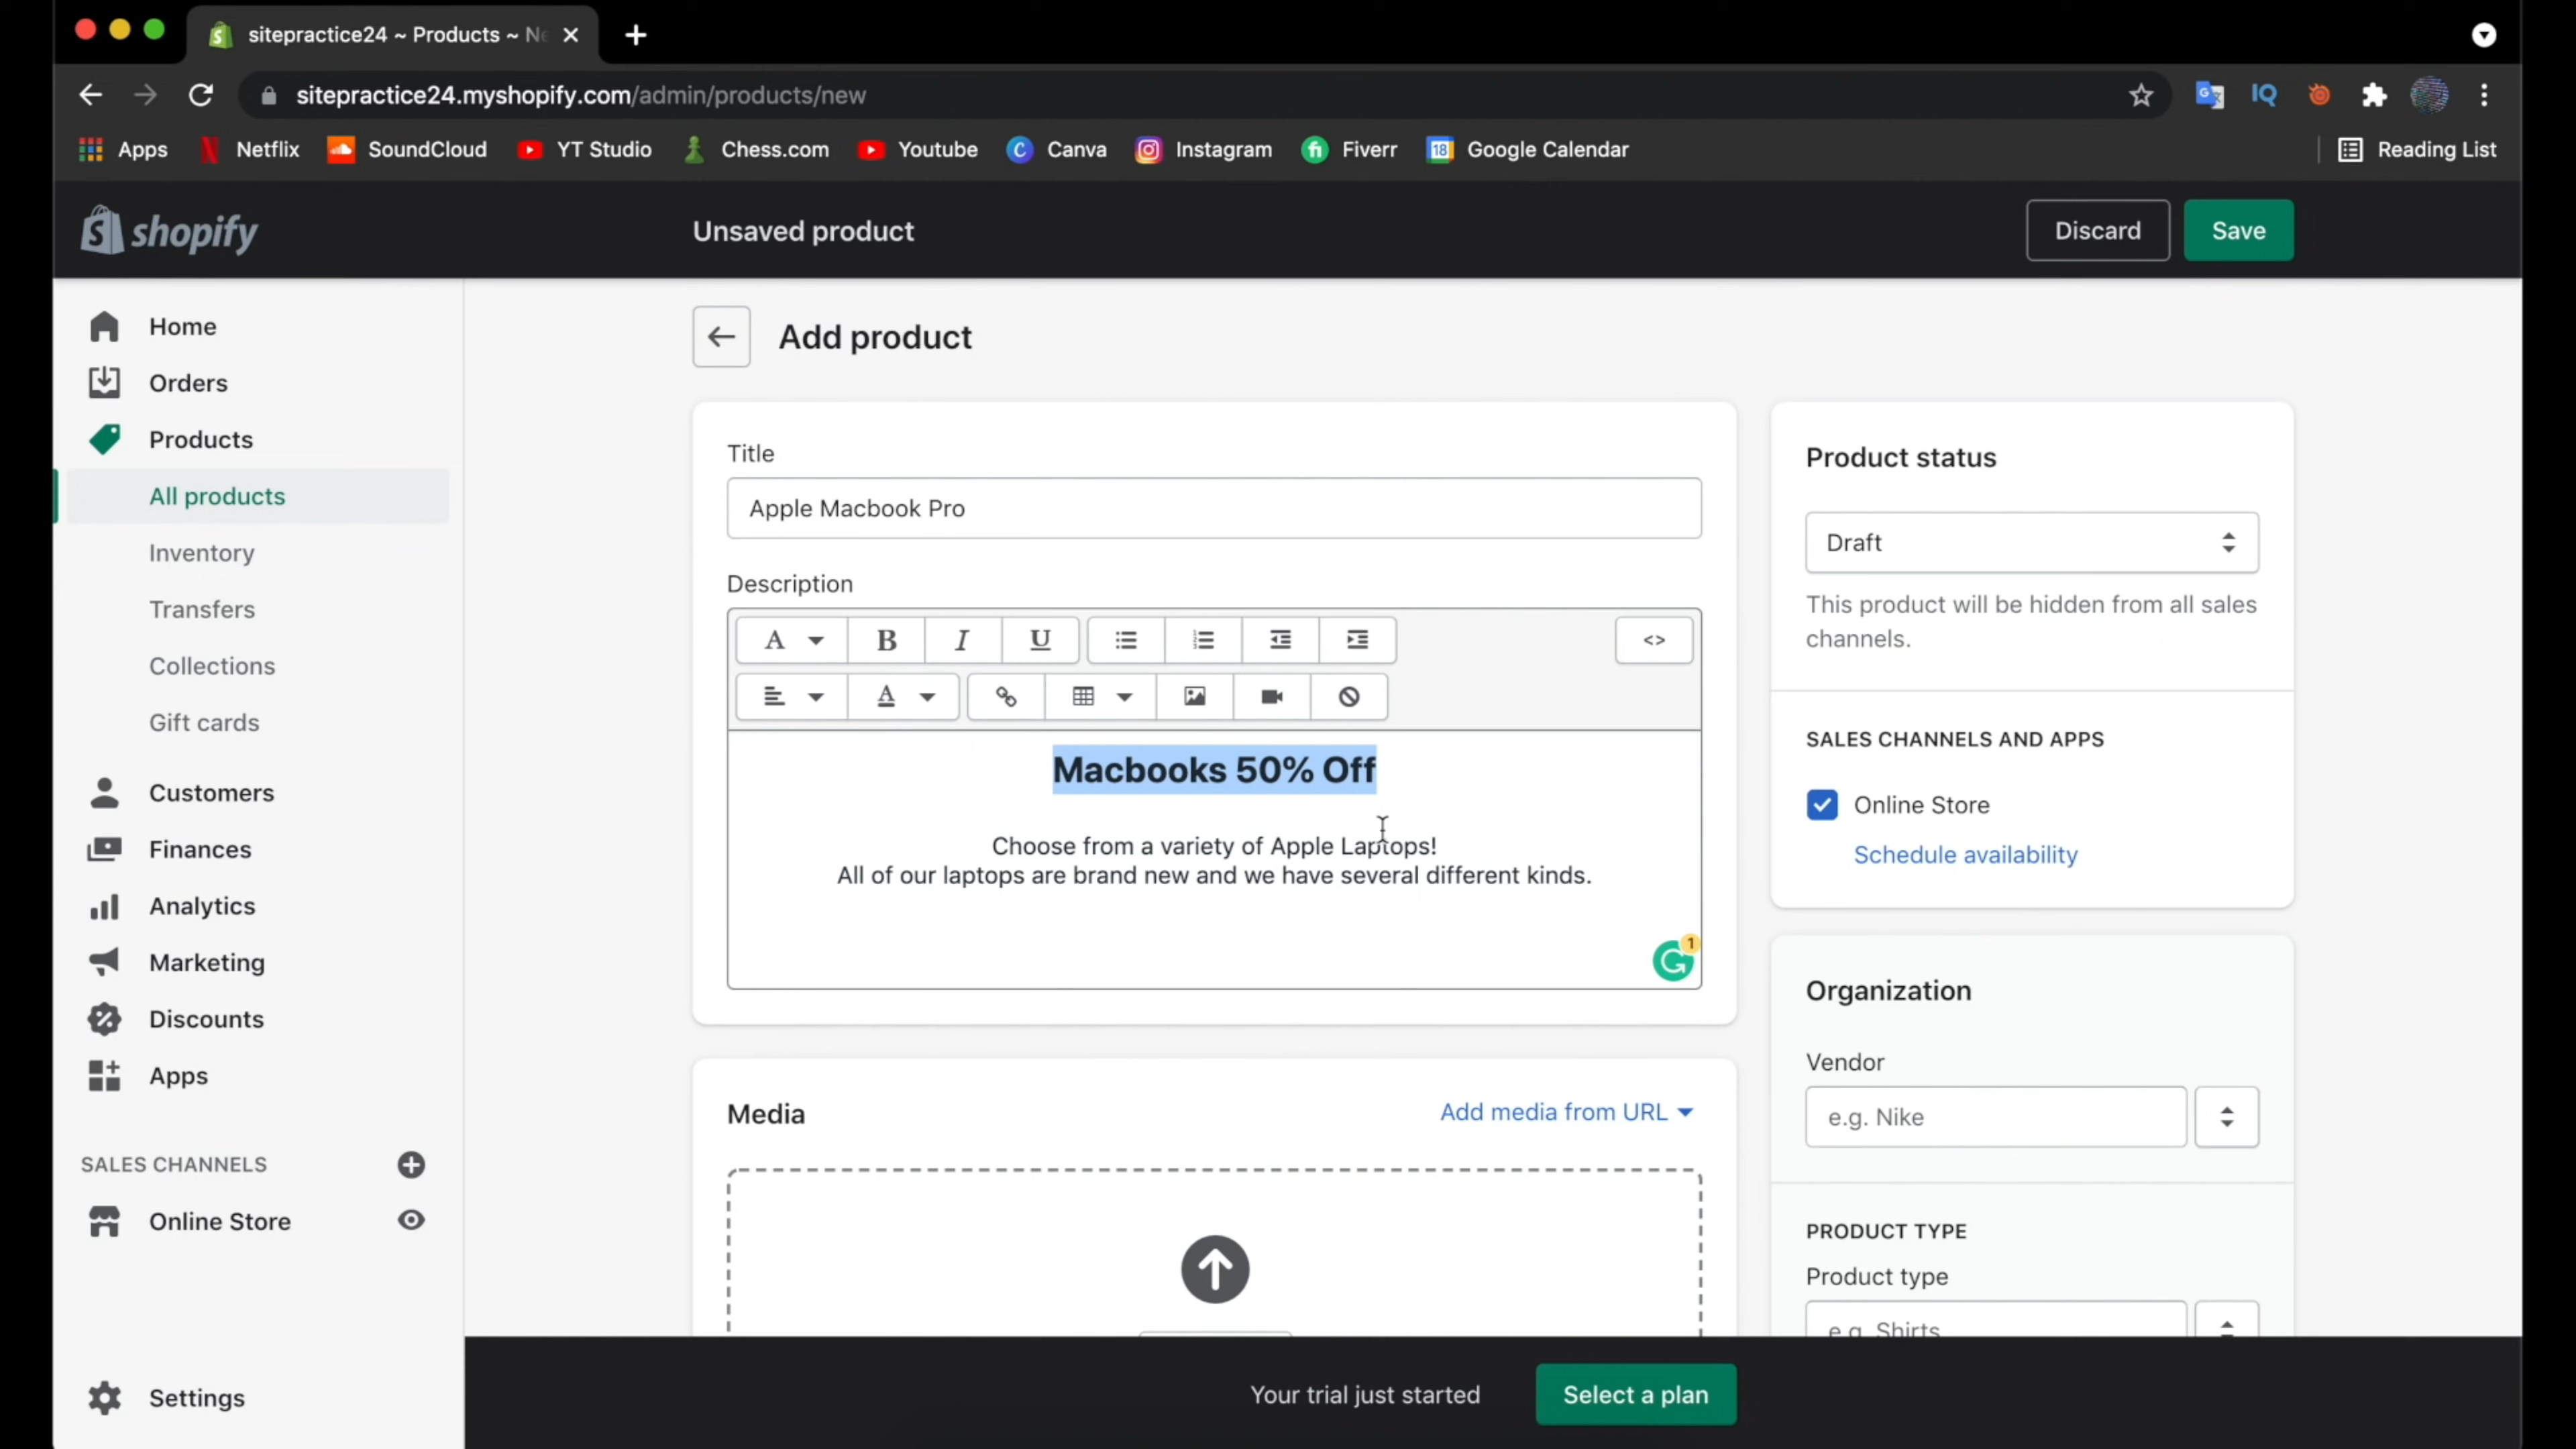 sitepractice24 ~ Products ~ Ne
sitepractice24.myshopify.com/admin/products/new
IQ
Apps
Netflix
SoundCloud
YT Studio
Chess.com
Youtube
Canva
Instagram
Fiverr
18
Google Calendar
Reading List
shopify
Unsaved product
Discard
Save
Home
Orders
Products
All products
Inventory
Transfers
Collections
Gift cards
Customers
Finances
Analytics
Marketing
Discounts
Apps
SALES CHANNELS
Online Store
Settings
Add product
Title
Apple Macbook Pro
Description
A B I U <>
A
Macbooks 50% Off
Choose from a variety of Apple Laptops!
All of our laptops are brand new and we have several different kinds.
1
Media
Add media from URL
Product status
Draft
This product will be hidden from all sales
channels.
SALES CHANNELS AND APPS
Online Store
Schedule availability
Organization
Vendor
e.g. Nike
PRODUCT TYPE
Product type
e.g. Shirts
Your trial just started
Select a plan